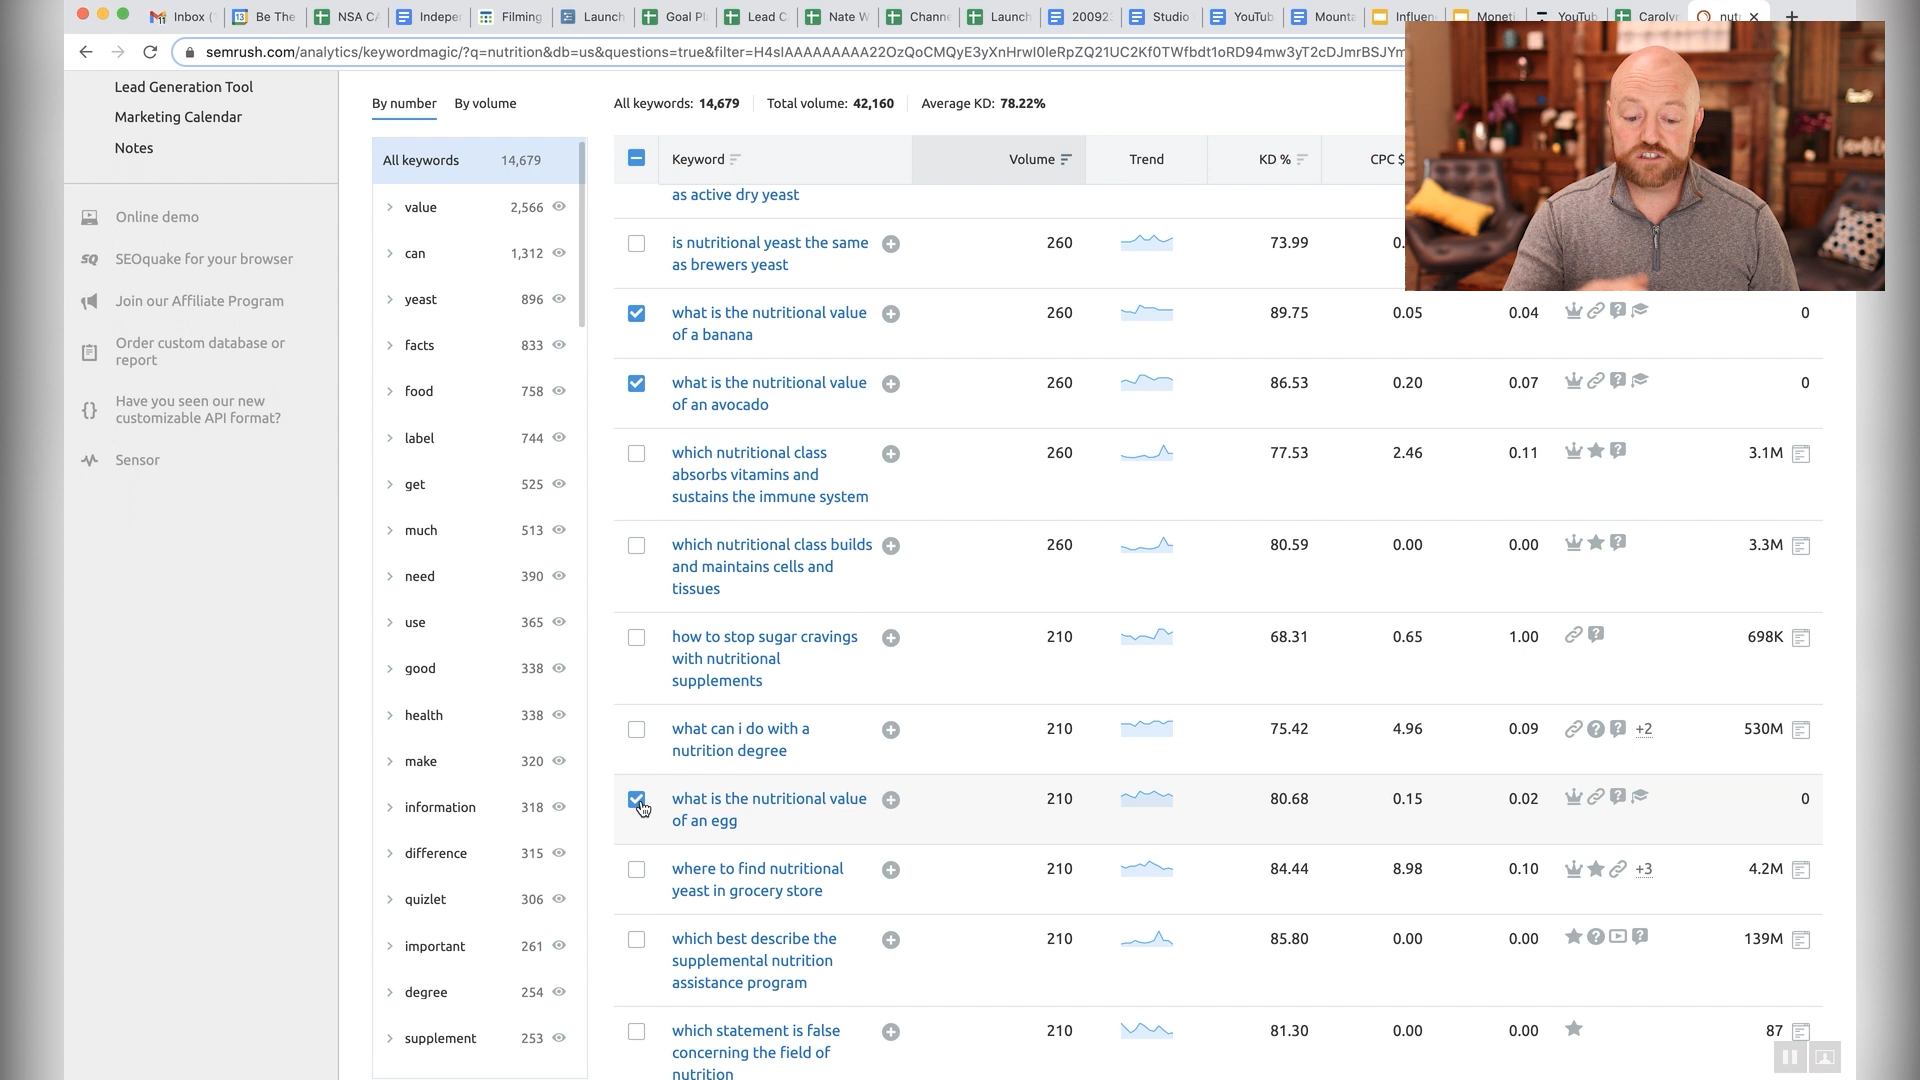 Inbox (
Be The
NSA CA
Indeper
Filming
Launch
Goal Pl
Lead C
Nate W
Channe
Launch
20092
Studio
YouTub
Mounta
Influen
Moneti
YouTub
Carolyn
nut
semrush.com/analytics/keywordmagic/?q=nutrition&db=us&questions=true&filter=H4sIAAAAAAAAA22OzQoCMQyE3yXnHrwI0leRpZQ21UC2Kf0TWfbdt1oRD94mw3yT2cDJmrBSJYm
Lead Generation Tool
Marketing Calendar
Notes
Online demo
SQ SEOquake for your browser
Join our Affiliate Program
Order custom database or
report
{} Have you seen our new
customizable API format?
Sensor
By number By volume
All keywords 14,679
value 2,566
can 1,312
yeast 896
facts 833
food 758
label 744
get 525
much 513
need 390
use 365
good 338
health 338
make 320
information 318
difference 315
quizlet 306
important 261
degree 254
supplement 253
All keywords: 14,679 Total volume: 42,160 Average KD: 78.22%
Keyword Volume Trend KD % CPC $
as active dry yeast
is nutritional yeast the same 260 73.99 0.
as brewers yeast
what is the nutritional value 260 89.75 0.05 0.04 0
of a banana
what is the nutritional value 260 86.53 0.20 0.07 0
of an avocado
which nutritional class 260 77.53 2.46 0.11 3.1M
absorbs vitamins and
sustains the immune system
which nutritional class builds 260 80.59 0.00 0.00 3.3M
and maintains cells and
tissues
how to stop sugar cravings 210 68.31 0.65 1.00 698K
with nutritional
supplements
what can i do with a 210 75.42 4.96 0.09 +2 530M
nutrition degree
what is the nutritional value 210 80.68 0.15 0.02 0
of an egg
where to find nutritional 210 84.44 8.98 0.10 +3 4.2M
yeast in grocery store
which best describe the 210 85.80 0.00 0.00 139M
supplemental nutrition
assistance program
which statement is false 210 81.30 0.00 0.00 87
concerning the field of
nutrition